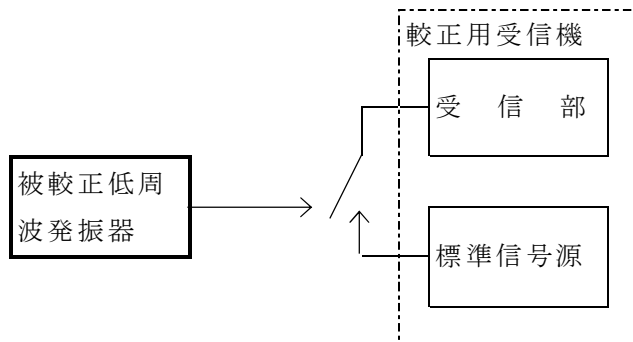 較正用受信機
受信部
被較正低周
波発振器
標準信号源